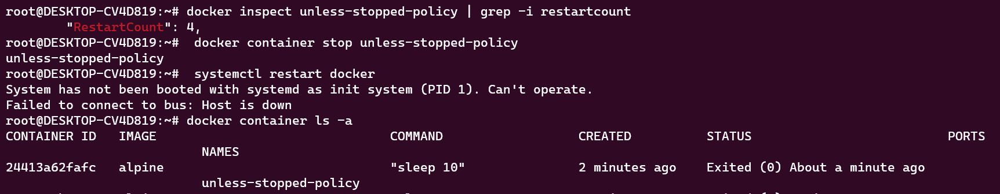 root@DESKTOP-CV4D819:~# docker inspect unless-stopped-policy | grep -i restartcount
        "RestartCount": 4,
root@DESKTOP-CV4D819:~#  docker container stop unless-stopped-policy
unless-stopped-policy
root@DESKTOP-CV4D819:~#  systemctl restart docker
System has not been booted with systemd as init system (PID 1). Can't operate.
Failed to connect to bus: Host is down
root@DESKTOP-CV4D819:~# docker container ls -a
CONTAINER ID   IMAGE                               COMMAND                  CREATED          STATUS                          PORTS
                          NAMES
24413a62fafc   alpine                              "sleep 10"               2 minutes ago    Exited (0) About a minute ago
                          unless-stopped-policy